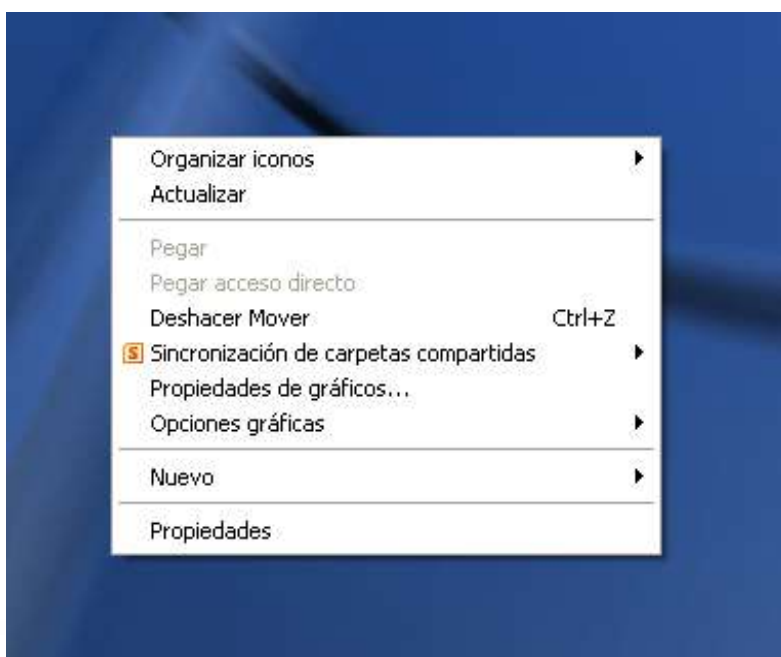 Organizar iconos
Actualizar
Pegar
Pegar acceso directo
Deshacer Mover Ctrl+Z
S Sincronización de carpetas compartidas
Propiedades de gráficos...
Opciones gráficas
Nuevo
Propiedades